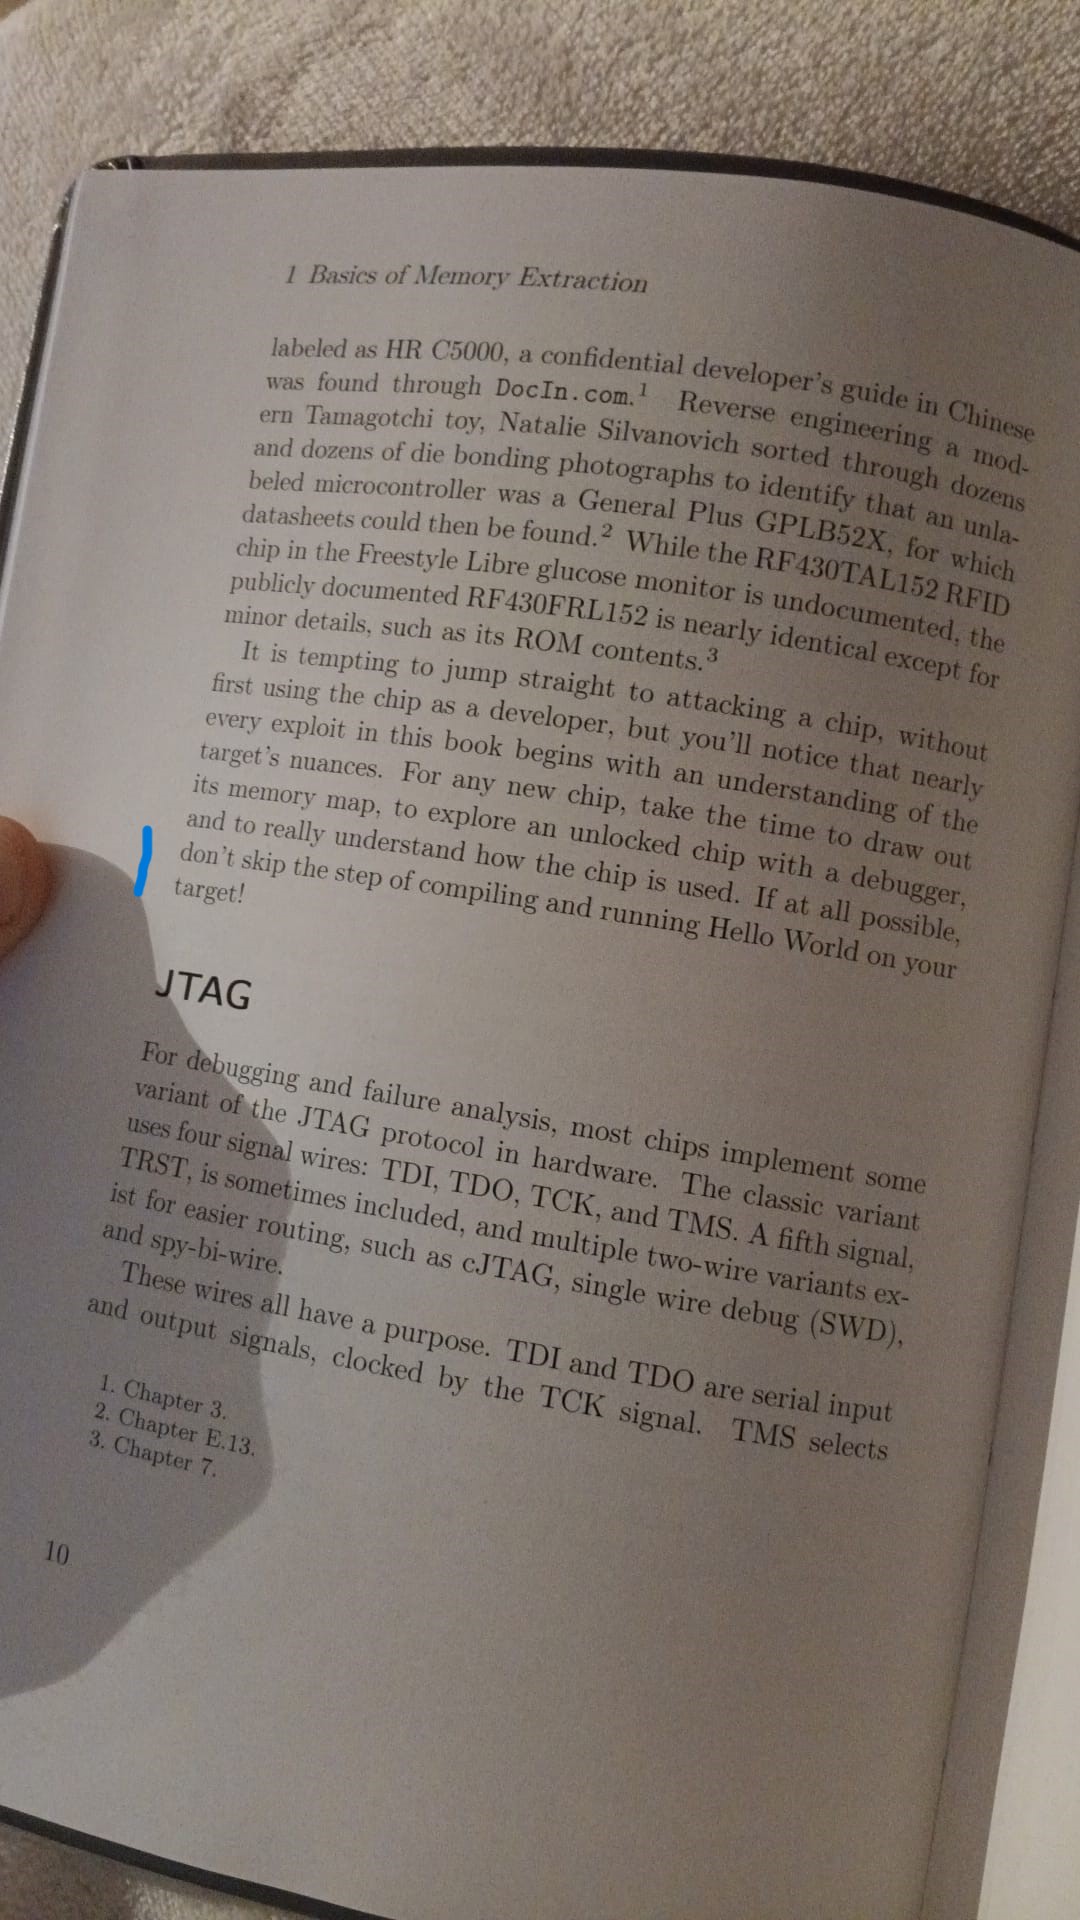 1 Basics of Memory Extraction
labeled as HR C5000, a confidential developer's guide in Chinese
was found through DocIn.com.¹ Reverse engineering a mod-
ern Tamagotchi toy, Natalie Silvanovich sorted through dozens
and dozens of die bonding photographs to identify that an unla-
beled microcontroller was a General Plus GPLB52X, for which
datasheets could then be found.² While the RF430TAL152 RFID
chip in the Freestyle Libre glucose monitor is undocumented, the
publicly documented RF430FRL152 is nearly identical except for
minor details, such as its ROM contents.³
It is tempting to jump straight to attacking a chip, without
first using the chip as a developer, but you'll notice that nearly
every exploit in this book begins with an understanding of the
target's nuances. For any new chip, take the time to draw out
its memory map, to explore an unlocked chip with a debugger,
and to really understand how the chip is used. If at all possible,
don't skip the step of compiling and running Hello World on your
target!
JTAG
For debugging and failure analysis, most chips implement some
variant of the JTAG protocol in hardware. The classic variant
uses four signal wires: TDI, TDO, TCK, and TMS. A fifth signal,
TRST, is sometimes included, and multiple two-wire variants ex-
ist for easier routing, such as cJTAG, single wire debug (SWD),
and spy-bi-wire.
These wires all have a purpose. TDI and TDO are serial input
and output signals, clocked by the TCK signal. TMS selects
1. Chapter 3.
2. Chapter E.13.
3. Chapter 7.
10